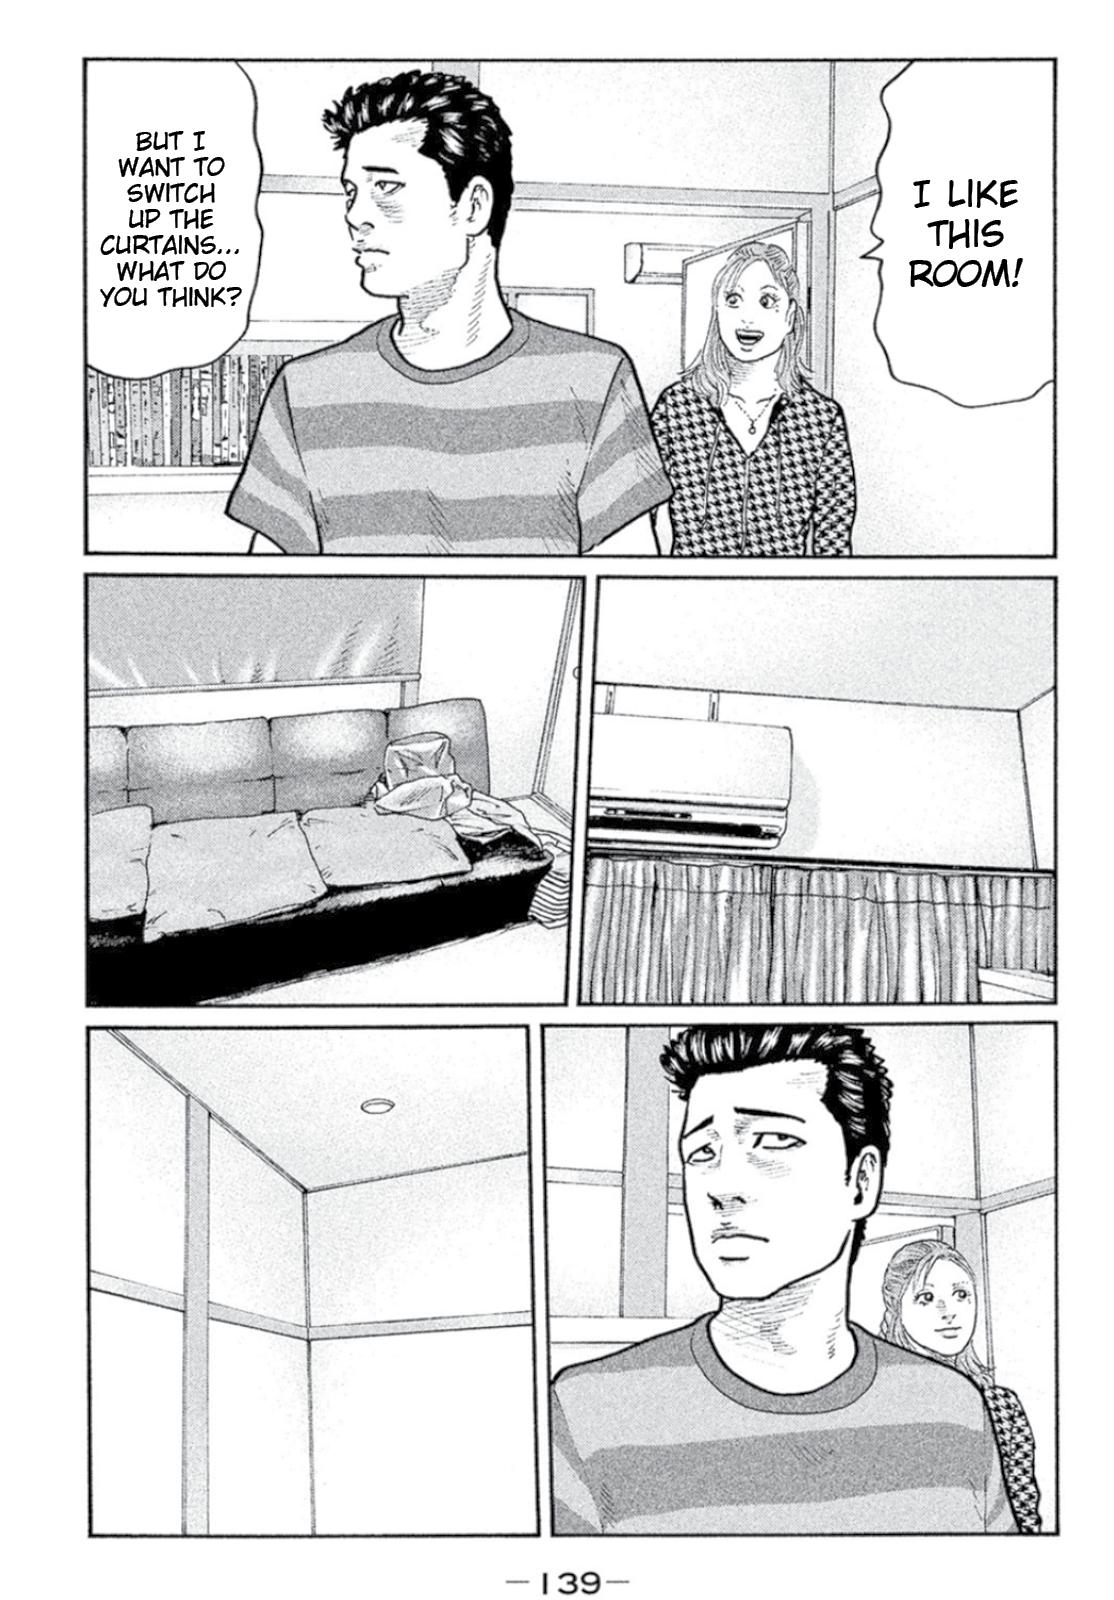 I LIKE
THIS
ROOM!
BUT I
WANT TO
SWITCH
UP THE
CURTAINS...
WHAT DO
YOU THINK?
—139—